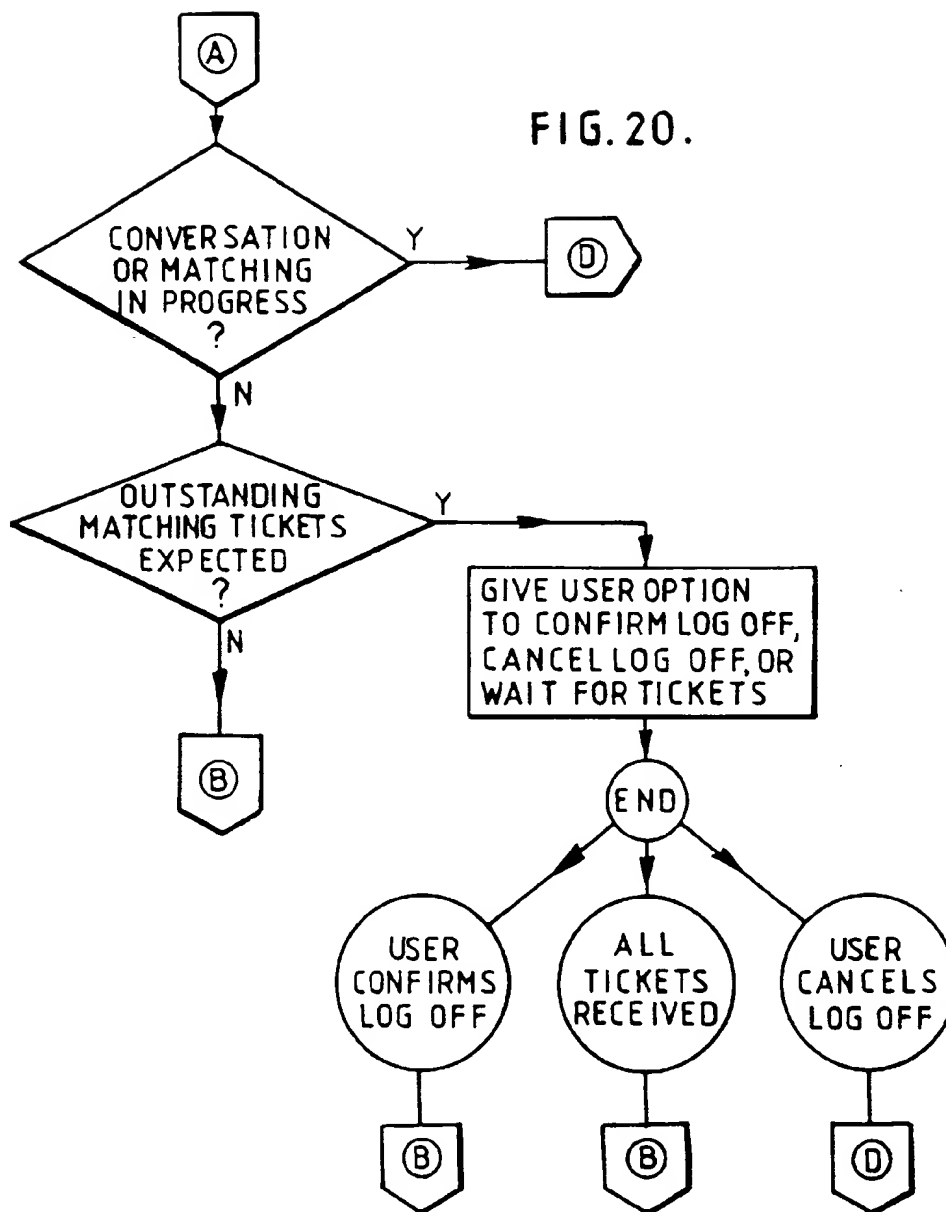 A
FIG. 20.
CONVERSATION
OR MATCHING
IN PROGRESS
?
Y
D
N
OUTSTANDING
MATCHING TICKETS
EXPECTED
?
Y
N
GIVE USER OPTION
TO CONFIRM LOG OFF,
CANCEL LOG OFF, OR
WAIT FOR TICKETS
B
END
USER
CONFIRMS
LOG OFF
ALL
TICKETS
RECEIVED
USER
CANCELS
LOG OFF
B
B
D